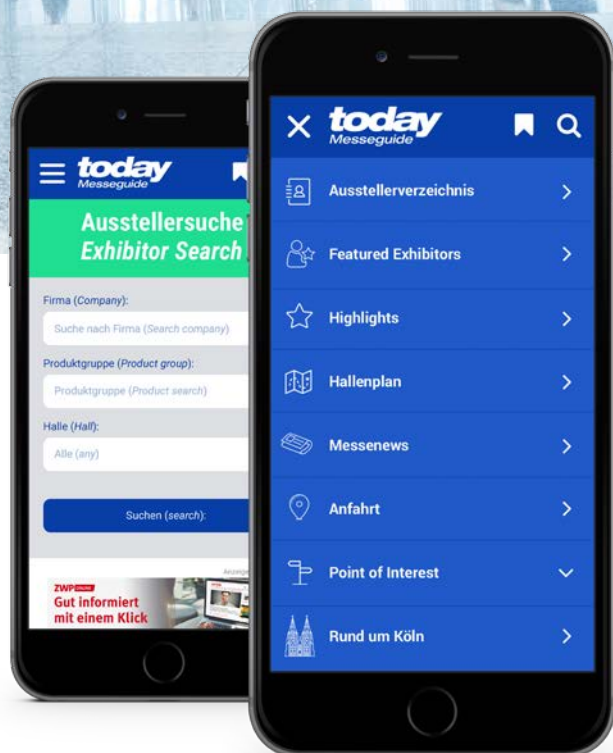 today
Messeguide
Ausstellersuche
Exhibitor Search
Firma (Company):
Suche nach Firma (Search company)
Produktgruppe (Product group):
Produktgruppe (Product search)
Halle (Hall):
Alle (any)
Suchen (search):
ZWP ONLINE
Gut informiert
mit einem Klick
today
Messeguide
Ausstellerverzeichnis
Featured Exhibitors
Highlights
Hallenplan
Messenews
Anfahrt
Point of Interest
Rund um Köln